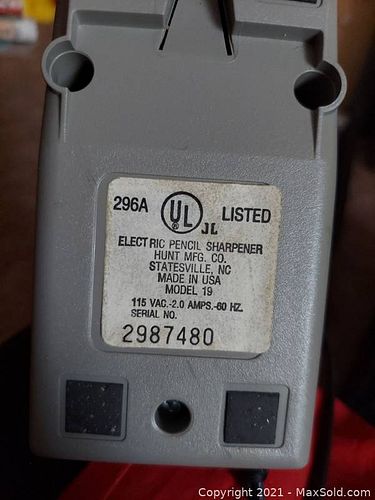 296A UL ® JL LISTED
ELECTRIC PENCIL SHARPENER
HUNT MFG. CO.
STATESVILLE, NC
MADE IN USA
MODEL 19
115 VAC.-2.0 AMPS.-60 HZ.
SERIAL NO.
2987480
Copyright © 2021 - MaxSold.com